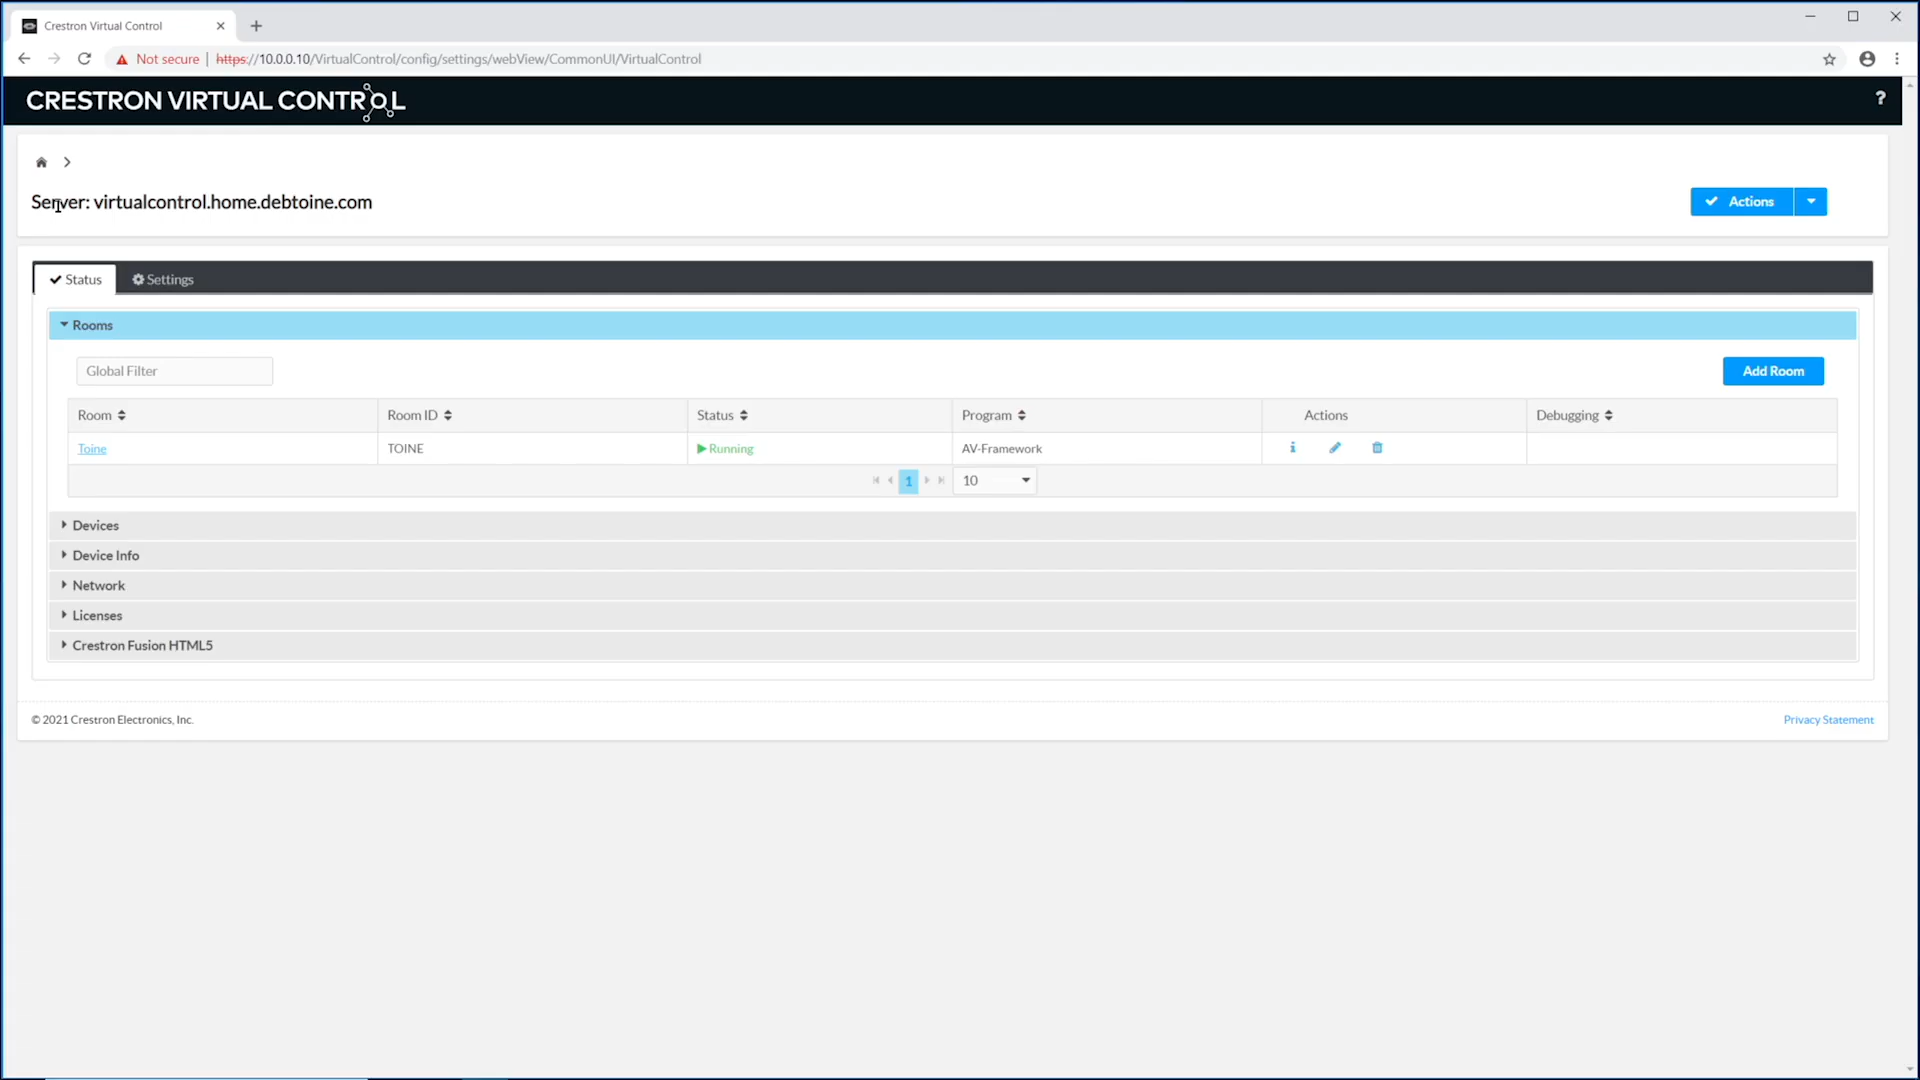 Crestron Virtual Control
Not secure | https://10.0.0.10/VirtualControl/config/settings/webView/CommonUI/VirtualControl
CRESTRON VIRTUAL CONTROL
?
Server: virtualcontrol.home.debtoine.com
Actions
Status
Settings
Rooms
Global Filter
Add Room
Room
Room ID
Status
Program
Actions
Debugging
Toine
TOINE
Running
AV-Framework
1
10
Devices
Device Info
Network
Licenses
Crestron Fusion HTML5
© 2021 Crestron Electronics, Inc.
Privacy Statement